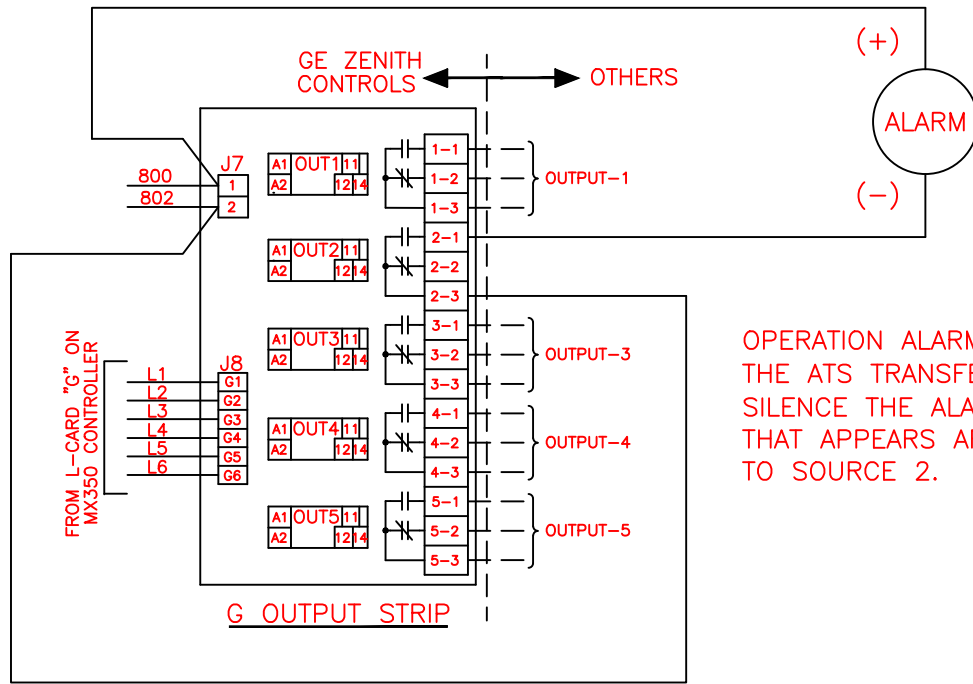 GE ZENITH
CONTROLS
OTHERS
(+)
ALARM
(-)
J7
800
1
802
2
A1 OUT1 11
A2 12 14
1-1
1-2
1-3
OUTPUT-1
A1 OUT2 11
A2 12 14
2-1
2-2
2-3
A1 OUT3 11
A2 12 14
3-1
3-2
3-3
OUTPUT-3
FROM L-CARD "G" ON
MX350 CONTROLLER
J8
L1 G1
L2 G2
L3 G3
L4 G4
L5 G5
L6 G6
A1 OUT4 11
A2 12 14
4-1
4-2
4-3
OUTPUT-4
A1 OUT5 11
A2 12 14
5-1
5-2
5-3
OUTPUT-5
G OUTPUT STRIP
OPERATION ALARM
THE ATS TRANSFE
SILENCE THE ALA
THAT APPEARS A
TO SOURCE 2.